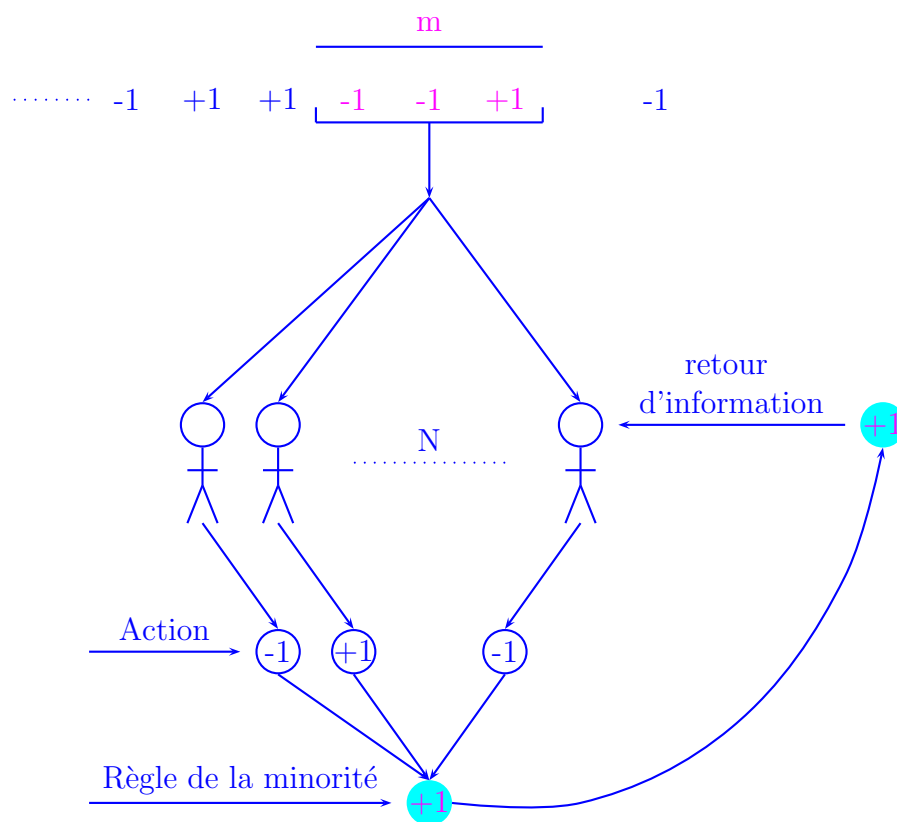 m
-1 +1 +1 -1 -1 +1 -1
retour
d'information
+1
N
Action
-1 +1 -1
Règle de la minorité
+1